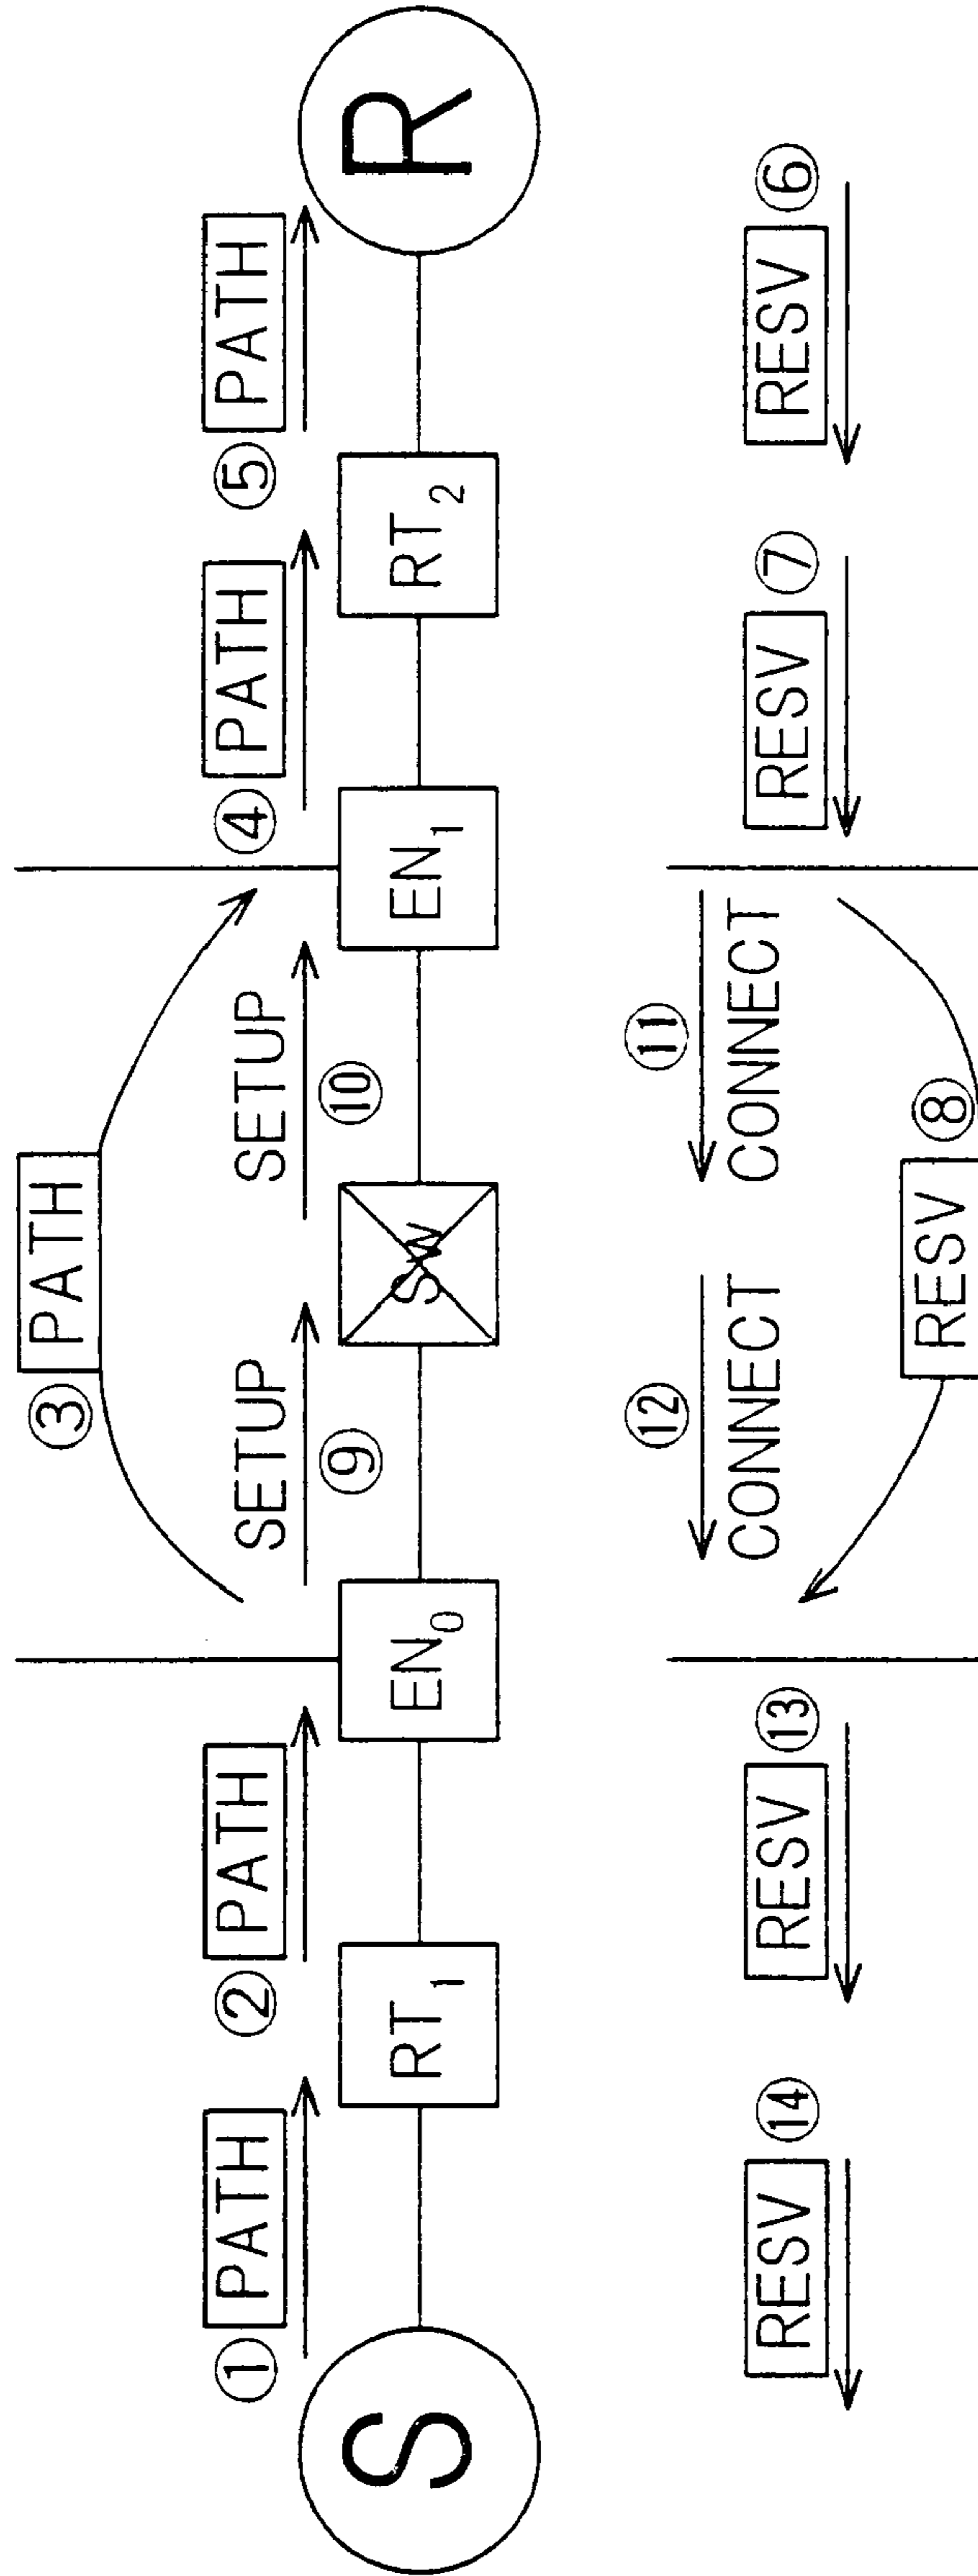 ③ PATH
① PATH ② PATH SETUP SETUP ④ PATH ⑤ PATH
⑨ ⑩
S RT1 EN0 SW EN1 RT2 R
⑫ ⑪
CONNECT CONNECT
RESV ⑭ RESV ⑬ RESV ⑦ RESV ⑥
RESV ⑧